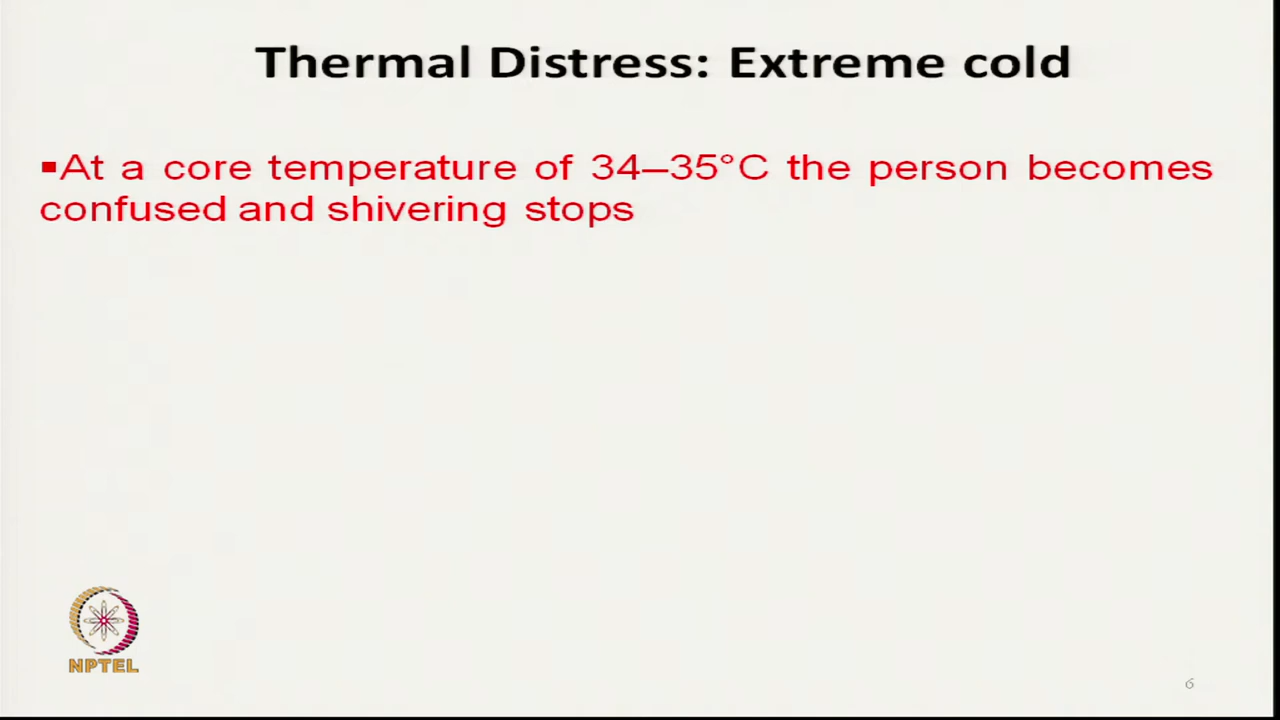 Thermal Distress: Extreme cold
▪At a core temperature of 34–35°C the person becomes
confused and shivering stops
NPTEL
6